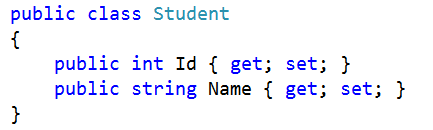 public class Student
{
    public int Id { get; set; }
    public string Name { get; set; }
}